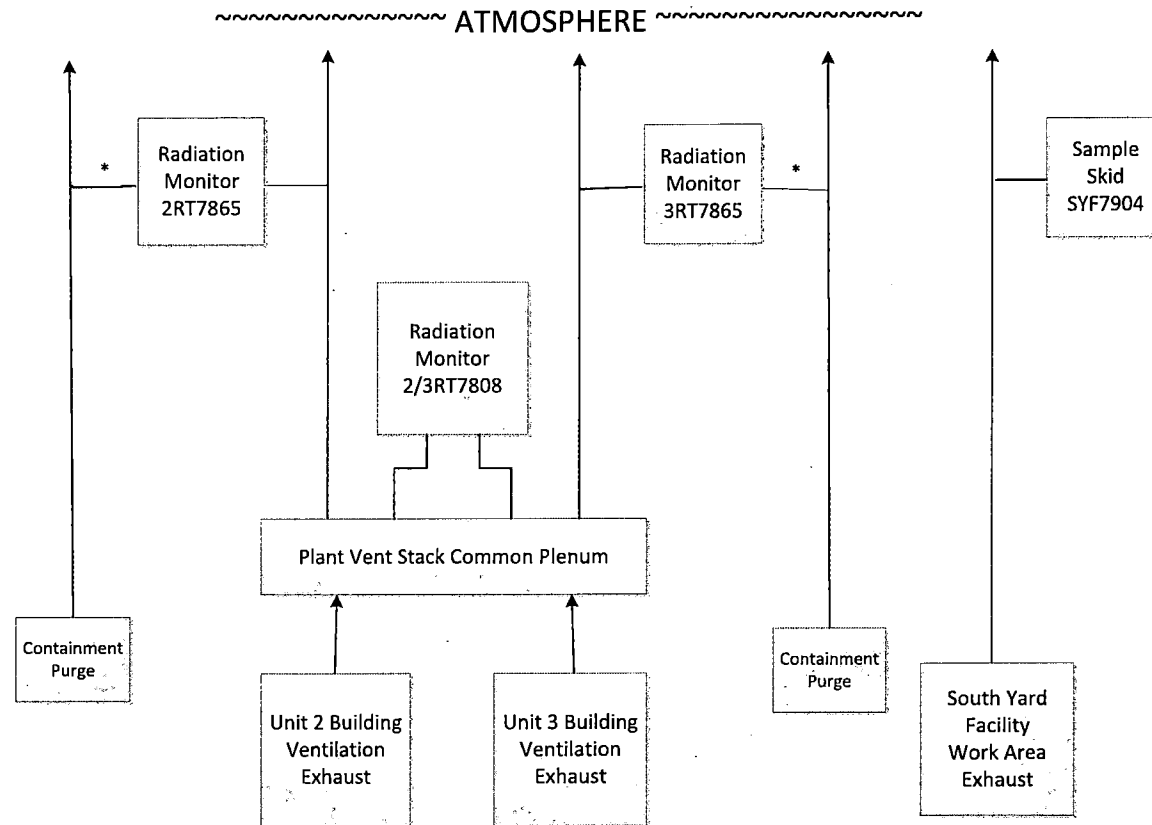 ~~~~~~~~~~~~~~~~~ ATMOSPHERE ~~~~~~~~~~~~~~~~~~~
Radiation
Monitor
2RT7865
*
Radiation
Monitor
3RT7865
*
Sample
Skid
SYF7904
Radiation
Monitor
2/3RT7808
Plant Vent Stack Common Plenum
Containment
Purge
Containment
Purge
Unit 2 Building
Ventilation
Exhaust
Unit 3 Building
Ventilation
Exhaust
South Yard
Facility
Work Area
Exhaust